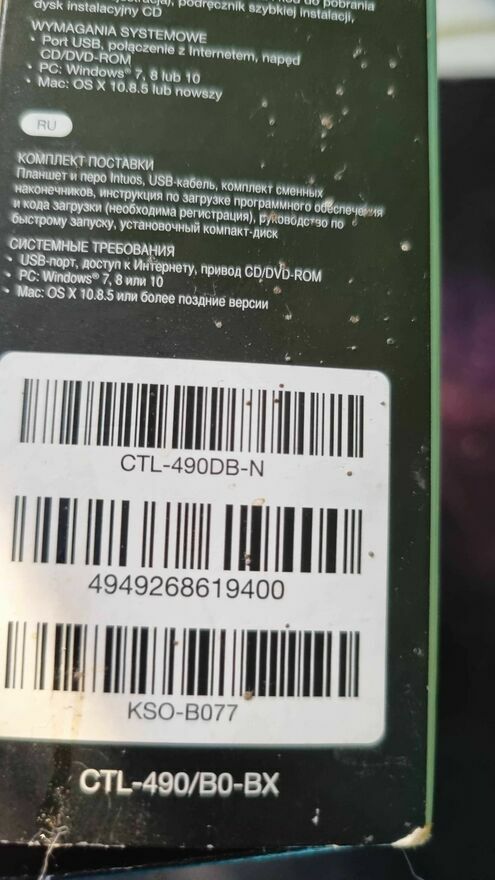 podręcznik szybkiej instalacji,
dysk instalacyjny CD
WYMAGANIA SYSTEMOWE
• Port USB, połączenie z Internetem, napęd
CD/DVD-ROM
• PC: Windows® 7, 8 lub 10
• Mac: OS X 10.8.5 lub nowszy
RU
КОМПЛЕКТ ПОСТАВКИ
Планшет и перо Intuos, USB-кабель, комплект сменных
наконечников, инструкция по загрузке программного обеспечения
и кода загрузки (необходима регистрация), руководство по
быстрому запуску, установочный компакт-диск
СИСТЕМНЫЕ ТРЕБОВАНИЯ
• USB-порт, доступ к Интернету, привод CD/DVD-ROM
• PC: Windows® 7, 8 или 10
• Mac: OS X 10.8.5 или более поздние версии
CTL-490DB-N
4949268619400
KSO-B077
CTL-490/B0-BX